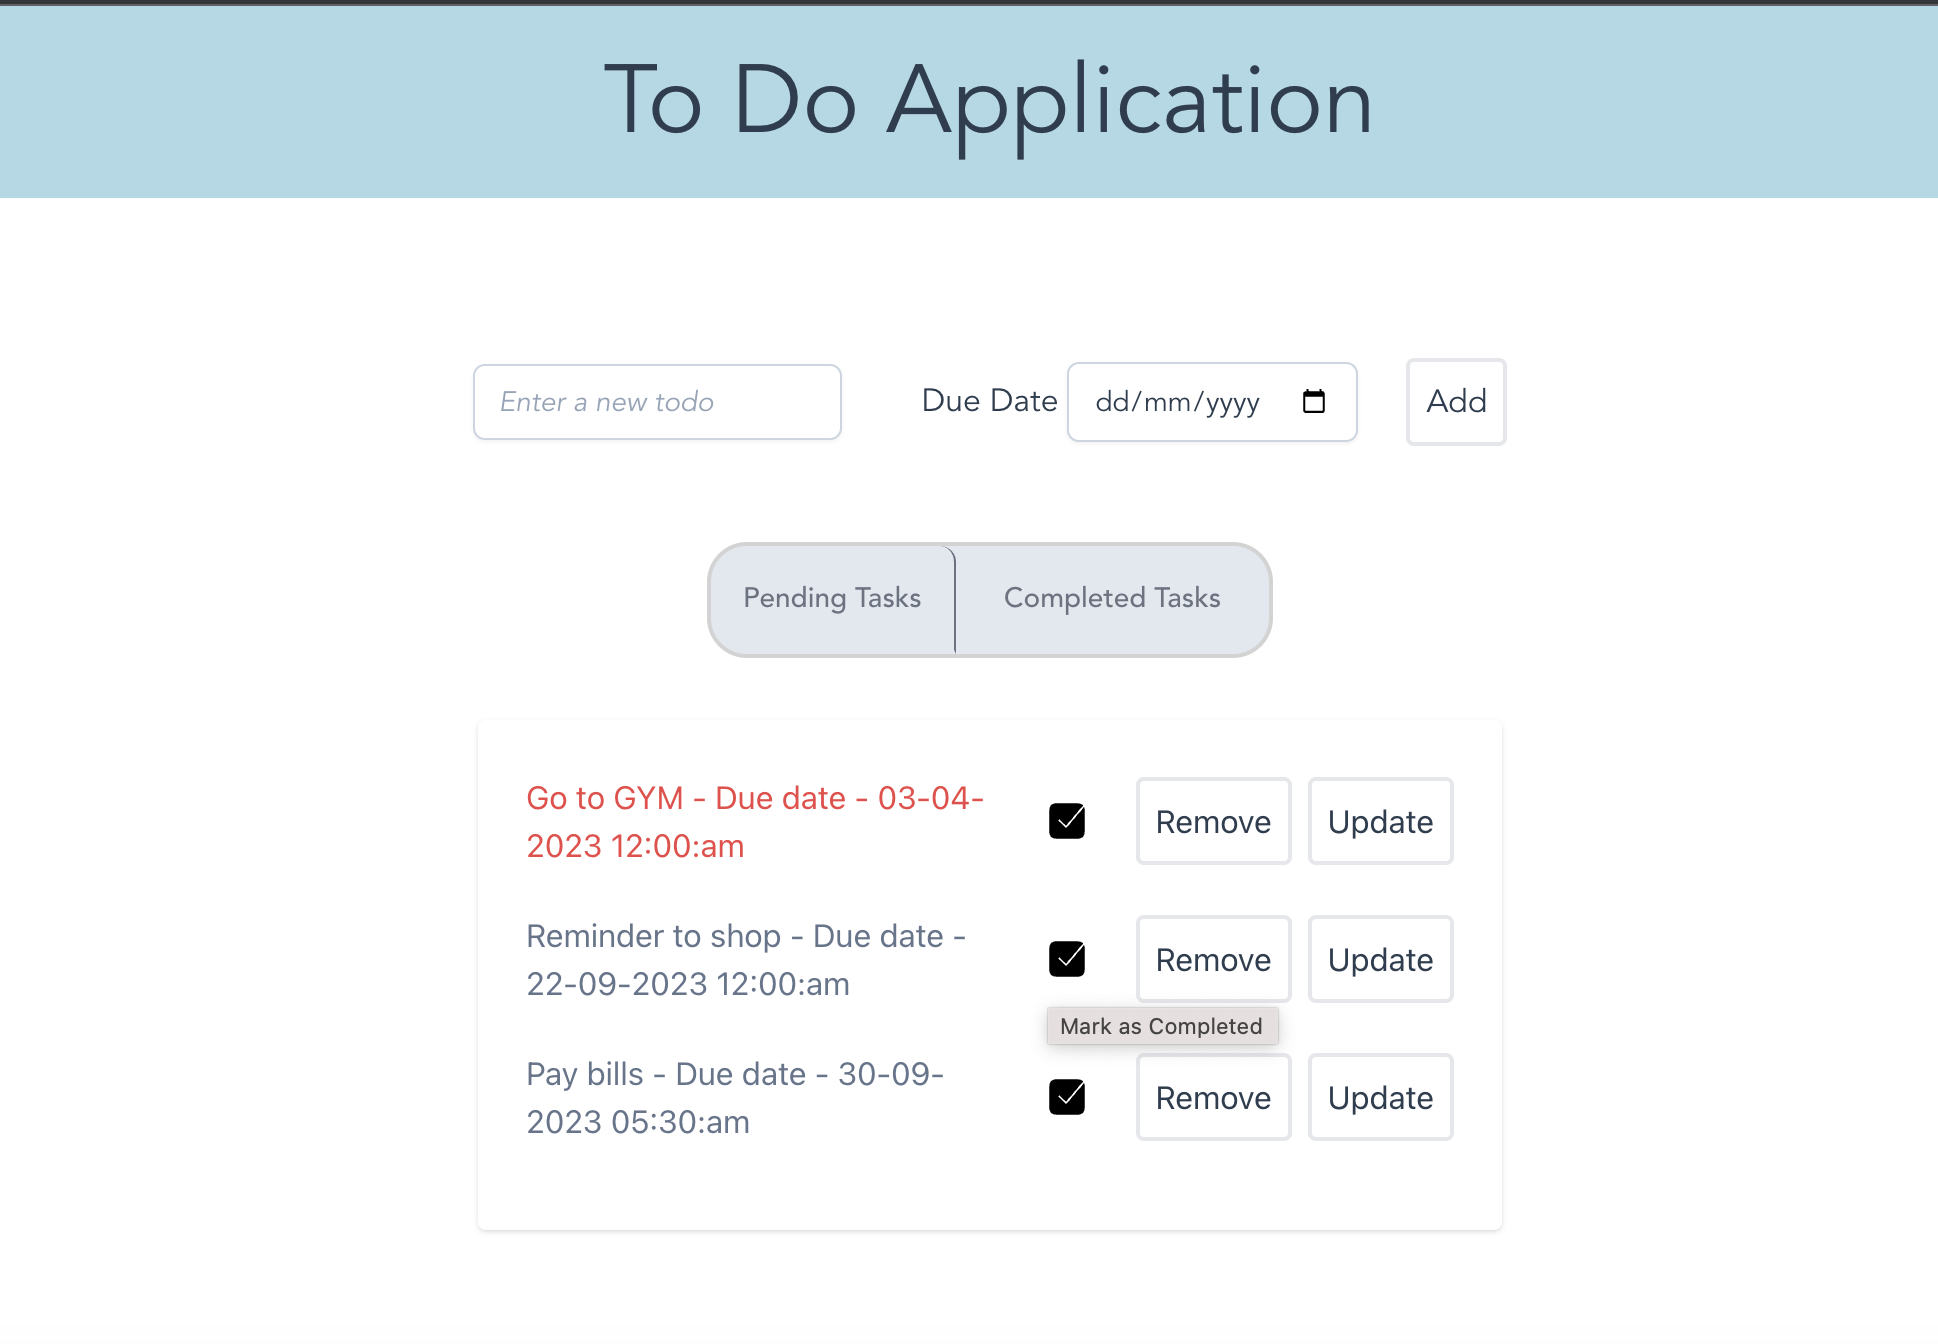 To Do Application
Enter a new todo
Due Date
dd/mm/yyyy
Add
Pending Tasks
Completed Tasks
Go to GYM - Due date - 03-04-
2023 12:00:am
Remove
Update
Reminder to shop - Due date -
22-09-2023 12:00:am
Remove
Update
Mark as Completed
Pay bills - Due date - 30-09-
2023 05:30:am
Remove
Update